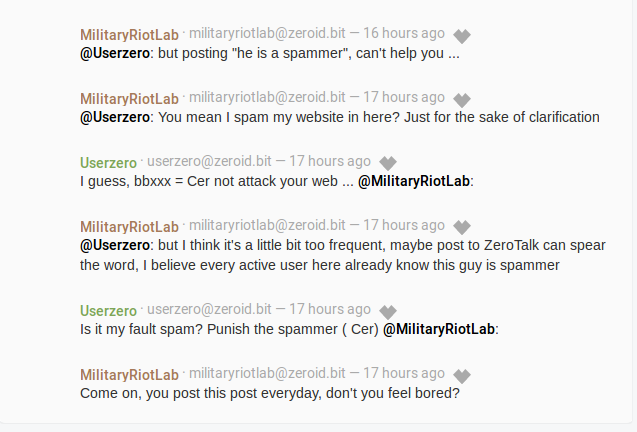 MilitaryRiotLab · militaryriotlab@zeroid.bit — 16 hours ago
@Userzero: but posting "he is a spammer", can't help you ...
MilitaryRiotLab · militaryriotlab@zeroid.bit — 17 hours ago
@Userzero: You mean I spam my website in here? Just for the sake of clarification
Userzero · userzero@zeroid.bit — 17 hours ago
I guess, bbxxx = Cer not attack your web ... @MilitaryRiotLab:
MilitaryRiotLab · militaryriotlab@zeroid.bit — 17 hours ago
@Userzero: but I think it's a little bit too frequent, maybe post to ZeroTalk can spear
the word, I believe every active user here already know this guy is spammer
Userzero · userzero@zeroid.bit — 17 hours ago
Is it my fault spam? Punish the spammer ( Cer) @MilitaryRiotLab:
MilitaryRiotLab · militaryriotlab@zeroid.bit — 17 hours ago
Come on, you post this post everyday, don't you feel bored?